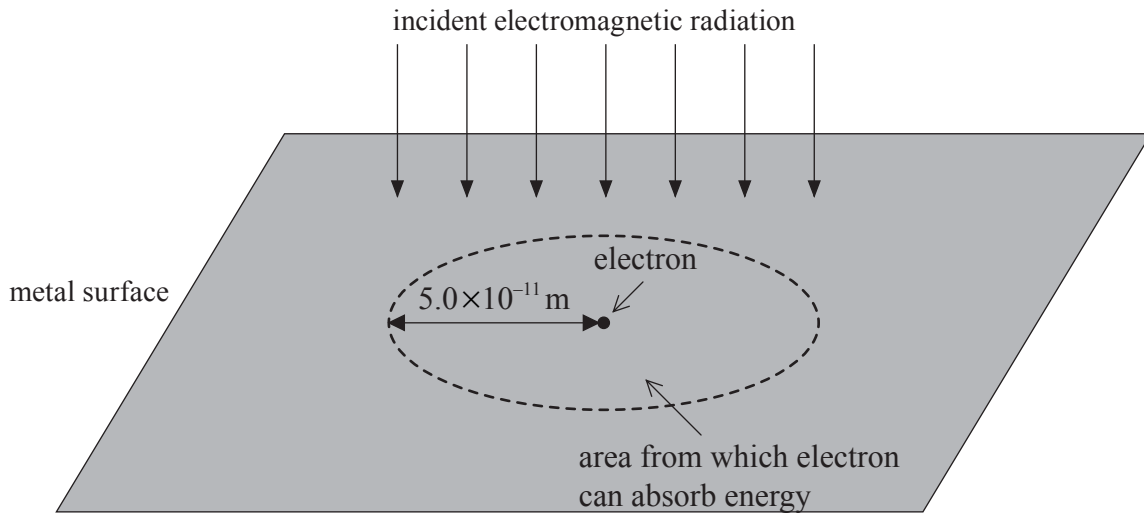 incident electromagnetic radiation
electron
5.0×10⁻¹¹ m
metal surface
area from which electron
can absorb energy